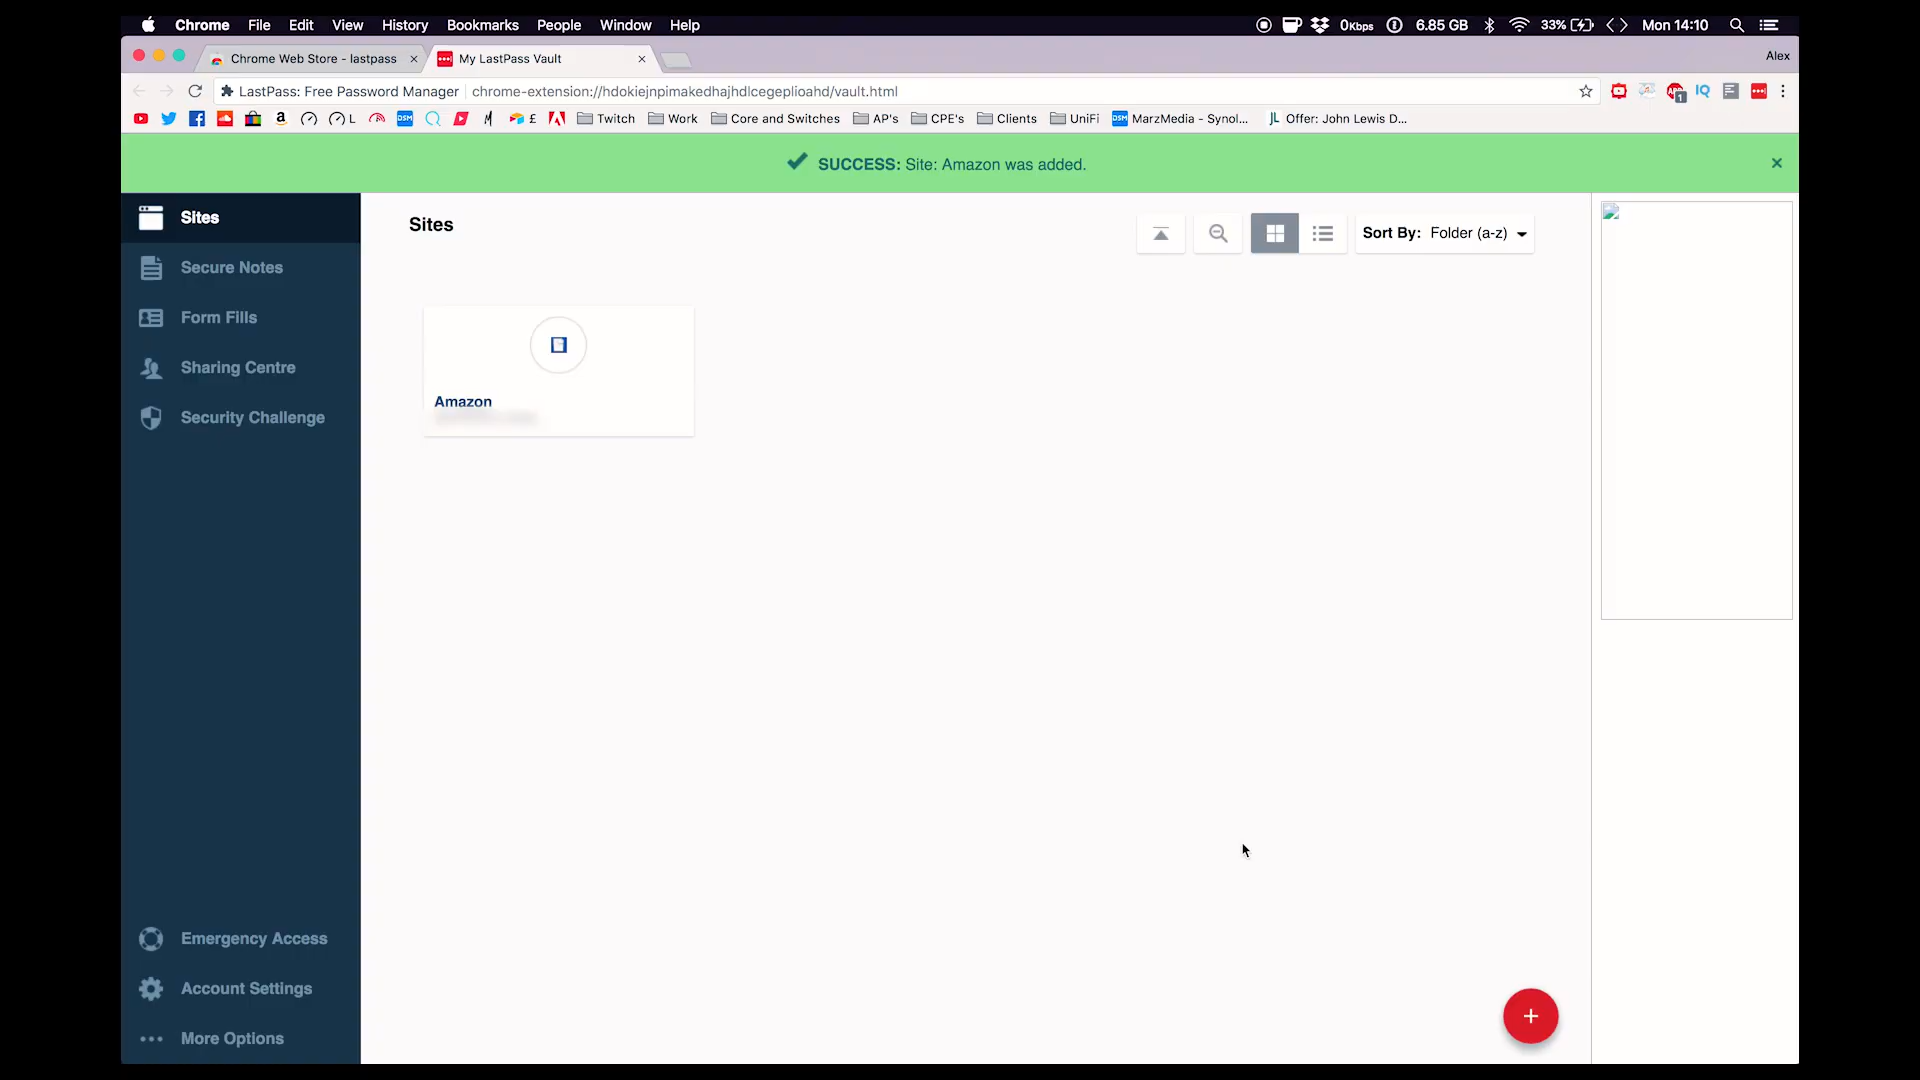 Chrome File Edit View History Bookmarks People Window Help 0Kbps 6.85 GB 33% Mon 14:10
Chrome Web Store - lastpass My LastPass Vault Alex
LastPass: Free Password Manager chrome-extension://hdokiejnpimakedhajhdlcegeplioahd/vault.html
Twitch Work Core and Switches AP's CPE's Clients UniFi MarzMedia - Synol... Offer: John Lewis D...
SUCCESS: Site: Amazon was added.
Sites
Secure Notes
Form Fills
Sharing Centre
Security Challenge
Emergency Access
Account Settings
More Options
Sites
Sort By: Folder (a-z)
Amazon